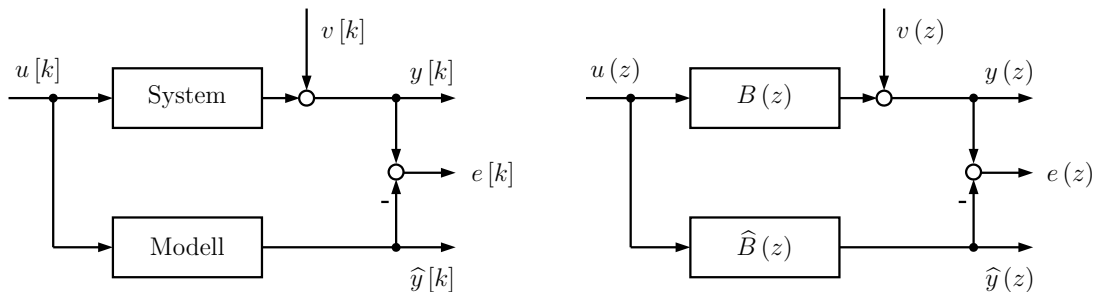 v [k]
u [k]
System
y [k]
e [k]
-
Modell
ŷ [k]
v (z)
u (z)
B (z)
y (z)
e (z)
-
B̂ (z)
ŷ (z)